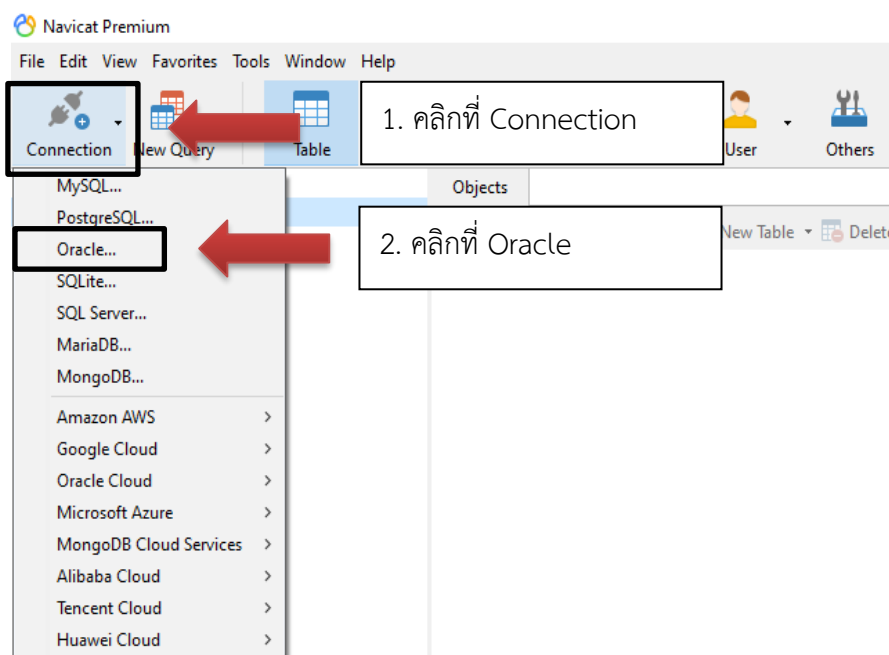 Navicat Premium
File Edit View Favorites Tools Window Help
1. คลิกที่ Connection
Connection New Query Table User Others
MySQL...
Objects
PostgreSQL...
2. คลิกที่ Oracle
New Table Delete
Oracle...
SQLite...
SQL Server...
MariaDB...
MongoDB...
Amazon AWS
Google Cloud
Oracle Cloud
Microsoft Azure
MongoDB Cloud Services
Alibaba Cloud
Tencent Cloud
Huawei Cloud